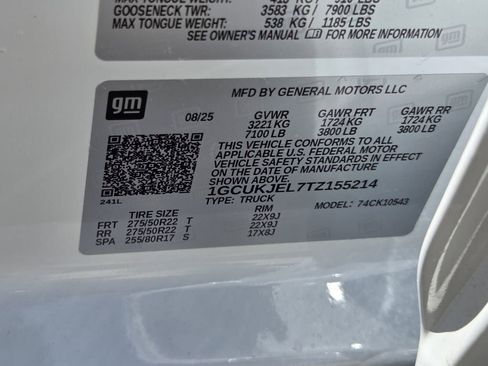 GOOSENECK TWR: 3583 KG / 7900 LBS
MAX TONGUE WEIGHT: 538 KG / 1185 LBS
SEE OWNER'S MANUAL FOR MORE INFORMATION
gm
MFD BY GENERAL MOTORS LLC
08/25 GVWR GAWR FRT GAWR RR
3221 KG 1724 KG 1724 KG
7100 LB 3800 LB 3800 LB
THIS VEHICLE CONFORMS TO ALL
APPLICABLE U.S. FEDERAL MOTOR
VEHICLE SAFETY STANDARDS IN EFFECT
ON THE DATE OF MANUFACTURE
SHOWN ABOVE.
1GCUKJEL7TZ155214
TYPE: TRUCK MODEL: 74CK10543
241L
TIRE SIZE RIM
FRT 275/50R22 T 22X9J
RR 275/50R22 T 22X9J
SPA 255/80R17 S 17X8J